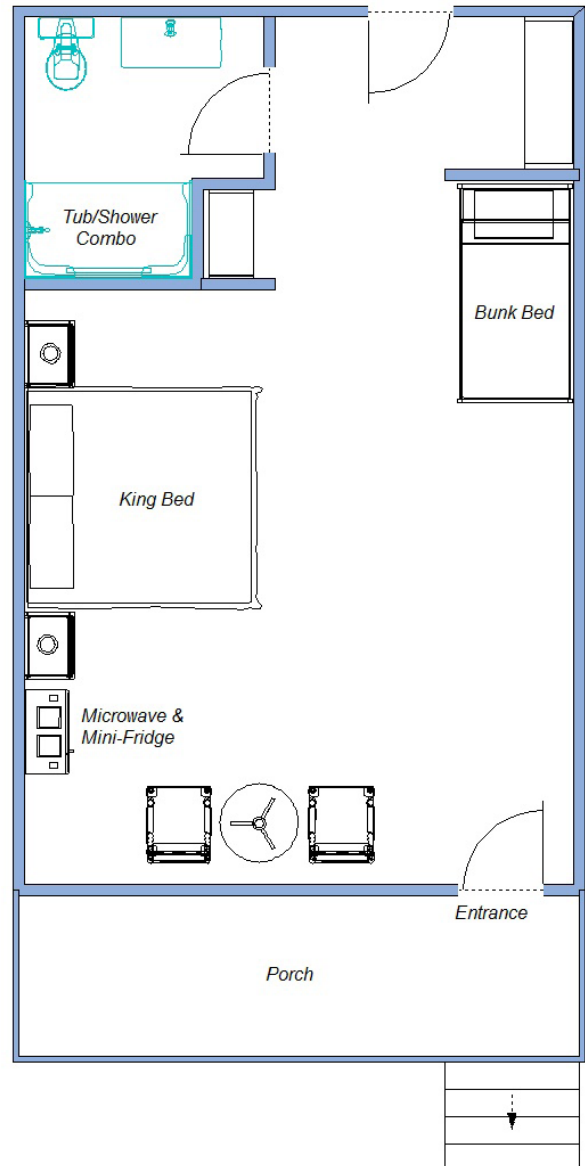 Tub/Shower
Combo
Bunk Bed
King Bed
Microwave &
Mini-Fridge
Entrance
Porch